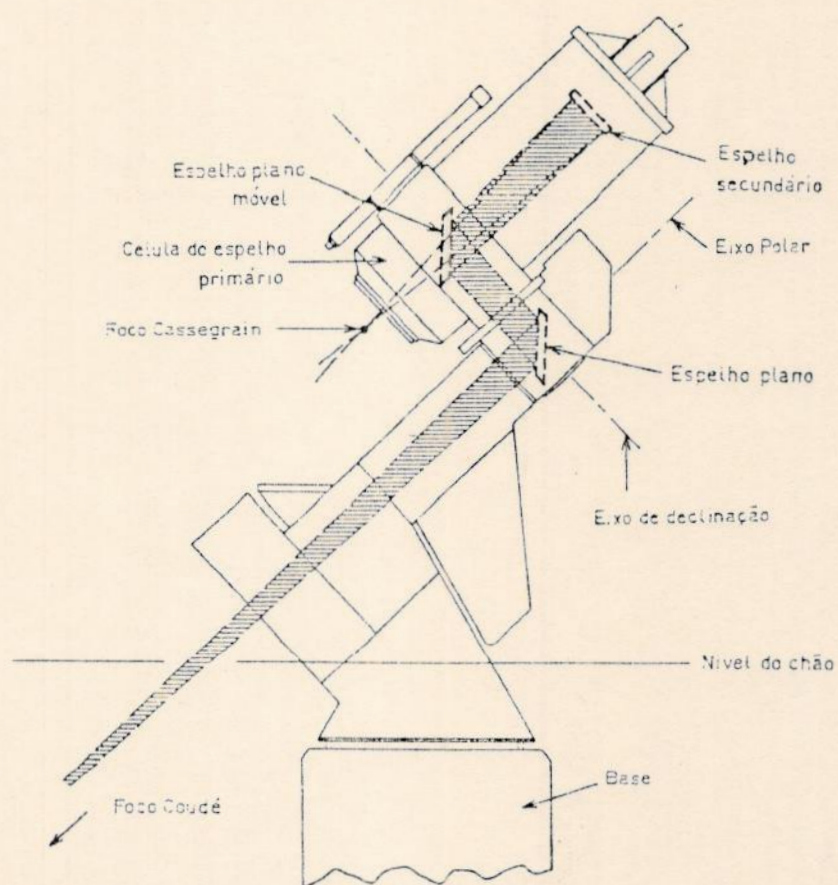 Espelho plano
móvel
Espelho
secundário
Eixo Polar
Celula do espelho
primário
Foco Cassegrain
Espelho plano
Eixo de declinação
Nivel do chão
Base
Foco Coudé